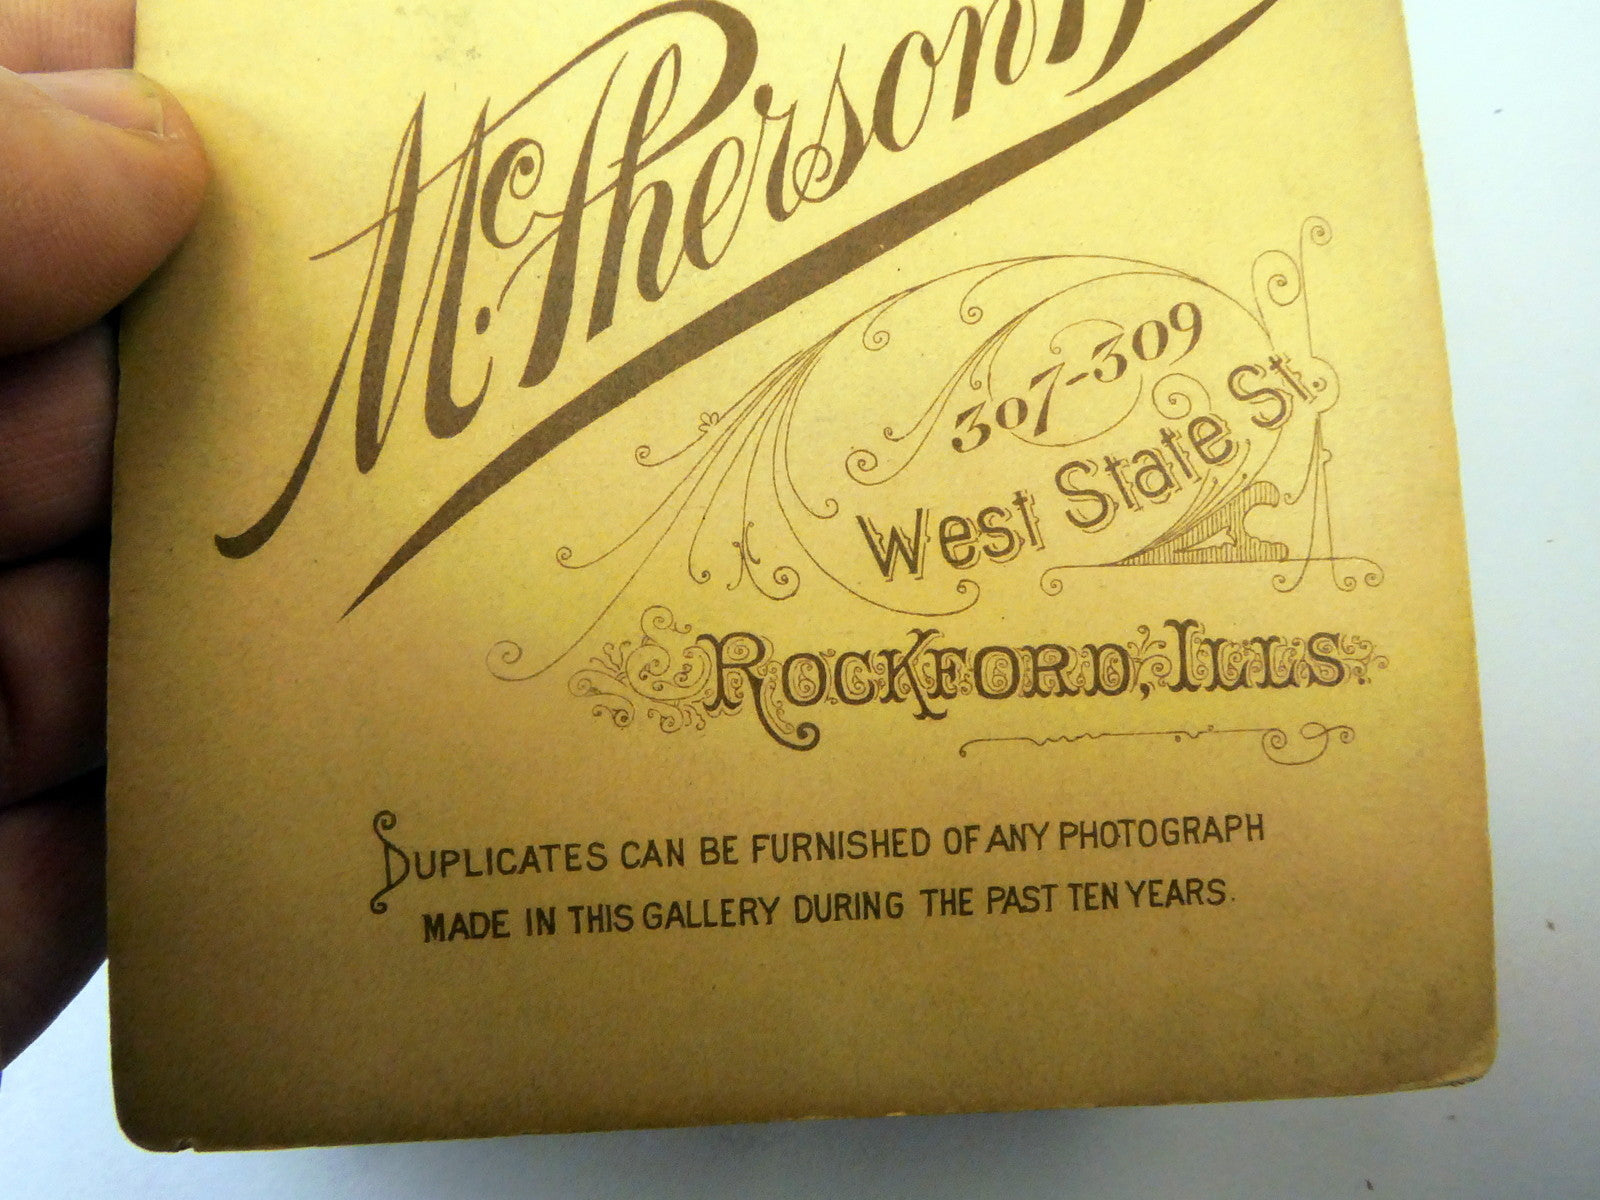 McPherson
307-309
West State St.
Rockford, Ills.
Duplicates can be furnished of any photograph
made in this gallery during the past ten years.